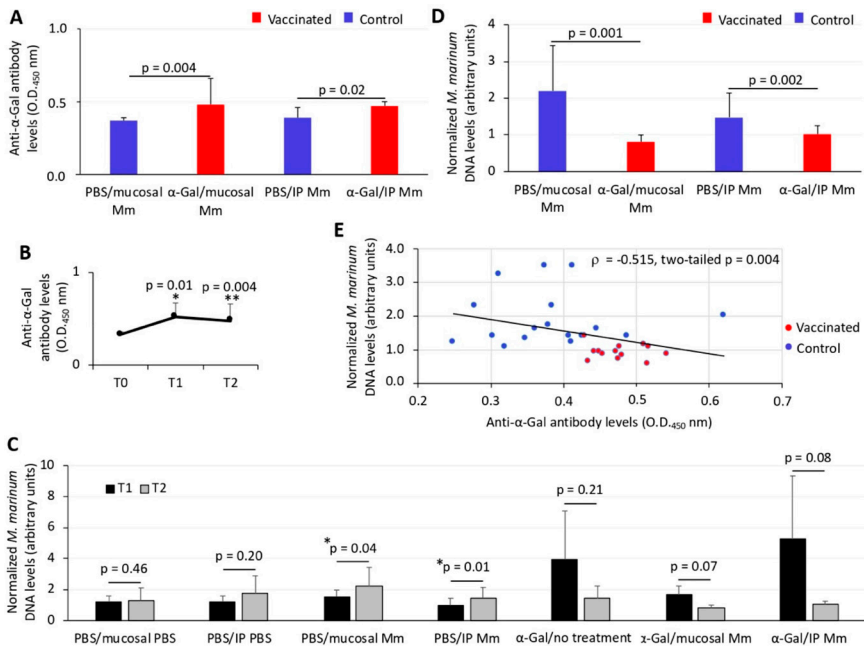 A
Vaccinated Control
Anti-α-Gal antibody
levels (O.D.450 nm)
1.0
0.5
0.0
p = 0.004
p = 0.02
PBS/mucosal α-Gal/mucosal PBS/IP Mm α-Gal/IP Mm
Mm Mm
B
Anti-α-Gal
antibody levels
(O.D.450 nm)
1
0
p = 0.01 p = 0.004
* **
T0 T1 T2
D
Vaccinated Control
Normalized M. marinum
DNA levels (arbitrary units)
4
3
2
1
0
p = 0.001
p = 0.002
PBS/mucosal α-Gal/mucosal PBS/IP Mm α-Gal/IP Mm
Mm Mm
E
Normalized M. marinum
DNA levels (arbitrary units)
4.0
3.0
2.0
1.0
0.0
ρ = -0.515, two-tailed p = 0.004
Vaccinated
Control
0.2 0.3 0.4 0.5 0.6 0.7
Anti-α-Gal antibody levels (O.D.450 nm)
C
Normalized M. marinum
DNA levels (arbitrary units)
10
8
6
4
2
0
T1 T2
p = 0.46
p = 0.20
* p = 0.04
* p = 0.01
p = 0.21
p = 0.07
p = 0.08
PBS/mucosal PBS PBS/IP PBS PBS/mucosal Mm PBS/IP Mm α-Gal/no treatment α-Gal/mucosal Mm α-Gal/IP Mm